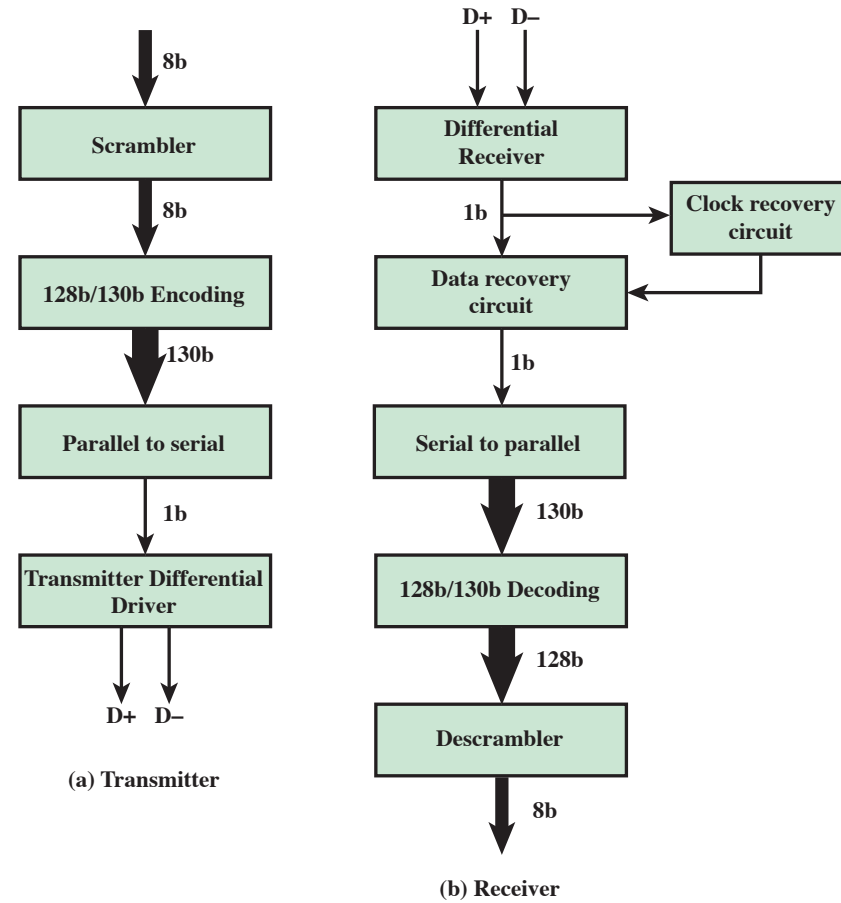 8b
Scrambler
8b
128b/130b Encoding
130b
Parallel to serial
1b
Transmitter Differential
Driver
D+ D–
(a) Transmitter
D+ D–
Differential
Receiver
1b
Clock recovery
circuit
Data recovery
circuit
1b
Serial to parallel
130b
128b/130b Decoding
128b
Descrambler
8b
(b) Receiver